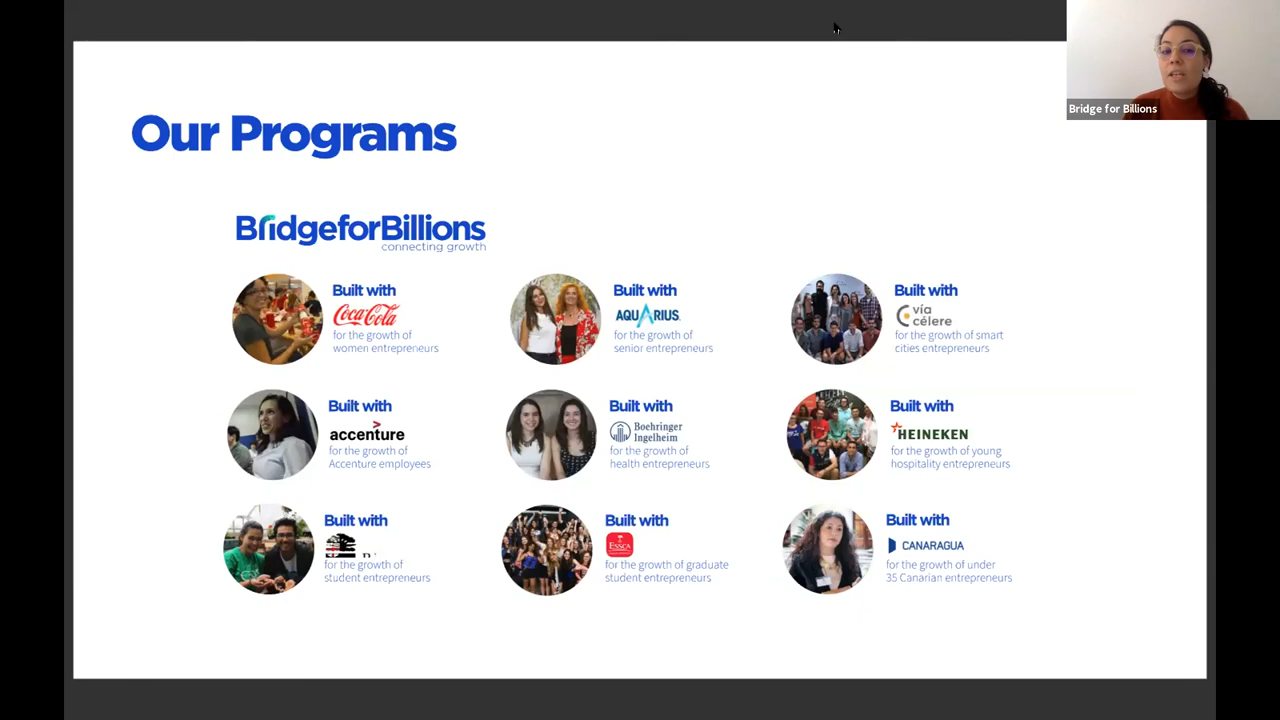 Bridge for Billions
Our Programs
BridgeforBillions
connecting growth
Built with
Coca-Cola
for the growth of
women entrepreneurs
Built with
AQUARIUS
for the growth of
senior entrepreneurs
Built with
vía
célere
for the growth of smart
cities entrepreneurs
Built with
accenture
for the growth of
Accenture employees
Built with
Boehringer
Ingelheim
for the growth of
health entrepreneurs
Built with
HEINEKEN
for the growth of young
hospitality entrepreneurs
Built with
for the growth of
student entrepreneurs
Built with
ESSCA
for the growth of graduate
student entrepreneurs
Built with
CANARAGUA
for the growth of under
35 Canarian entrepreneurs